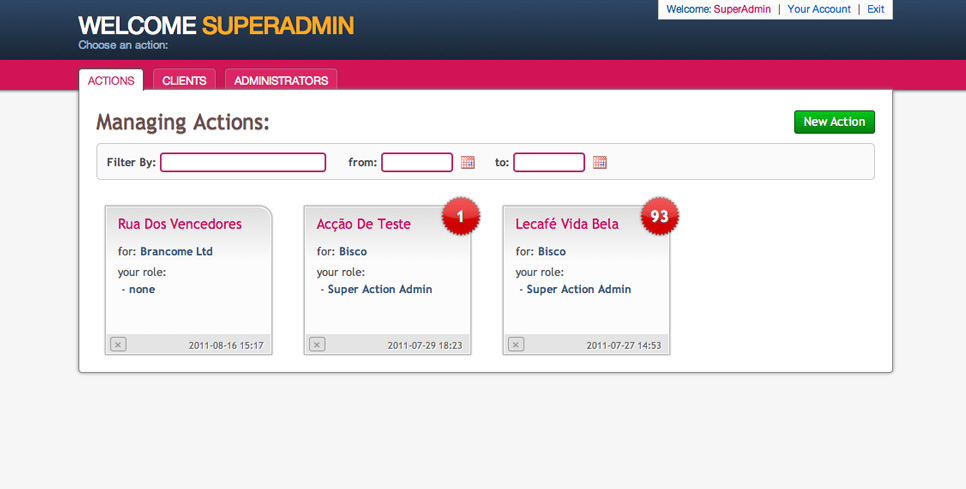 Welcome: SuperAdmin | Your Account | Exit
WELCOME SUPERADMIN
Choose an action:
ACTIONS
CLIENTS
ADMINISTRATORS
Managing Actions:
New Action
Filter By:
from:
to:
Rua Dos Vencedores
for: Brancome Ltd
your role:
- none
2011-08-16 15:17
1
Acção De Teste
for: Bisco
your role:
- Super Action Admin
2011-07-29 18:23
93
Lecafé Vida Bela
for: Bisco
your role:
- Super Action Admin
2011-07-27 14:53